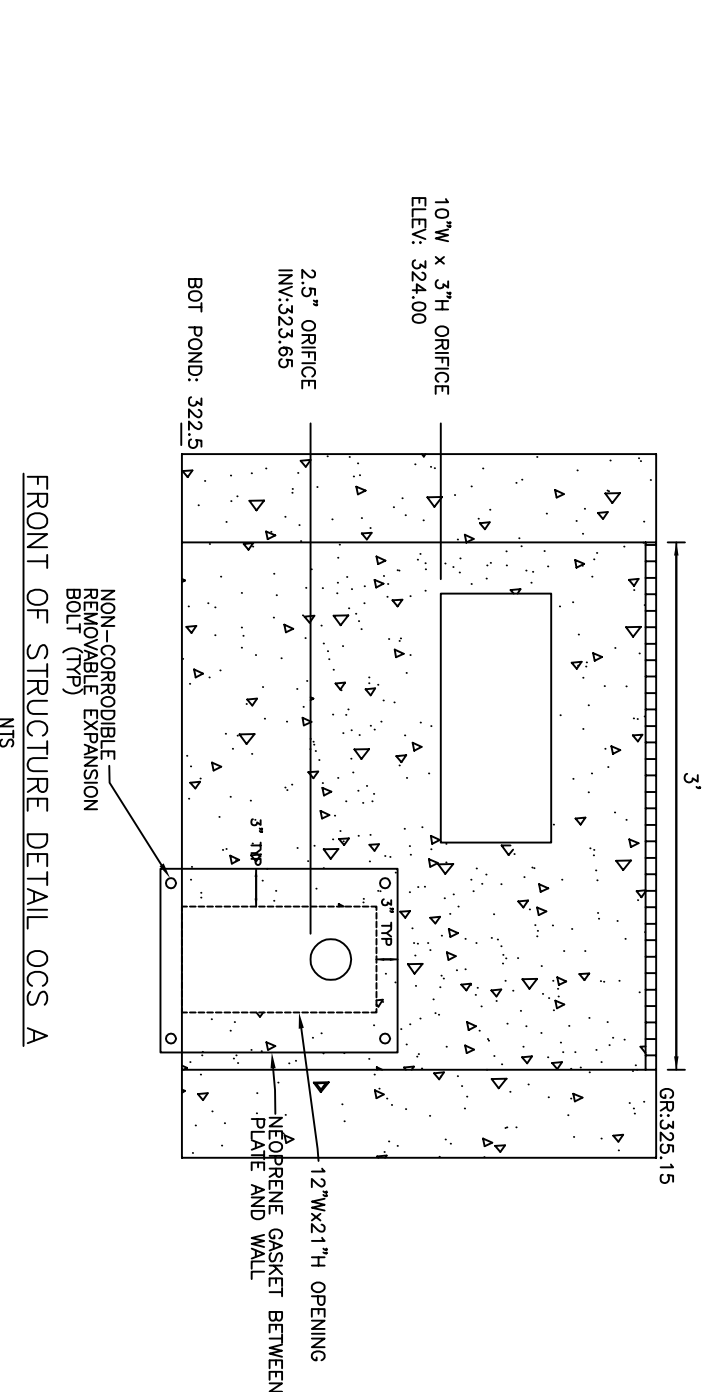 3'
GR:325.15
10"W x 3"H ORIFICE
ELEV: 324.00
2.5" ORIFICE
INV:323.65
BOT POND: 322.5
3" TYP
3" TYP
12"Wx21"H OPENING
NEOPRENE GASKET BETWEEN
PLATE AND WALL
NON-CORRODIBLE
REMOVABLE EXPANSION
BOLT (TYP)
FRONT OF STRUCTURE DETAIL OCS A
NTS